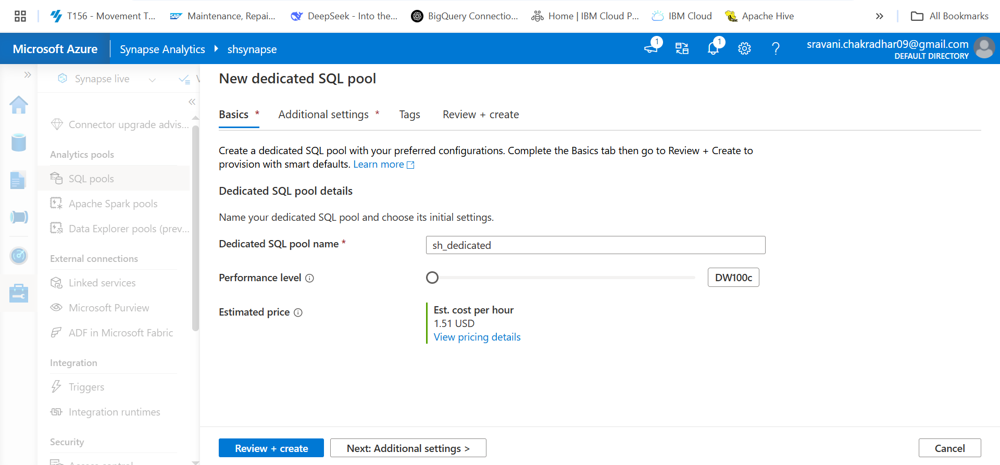 T156 - Movement T...
Maintenance, Repai...
DeepSeek - Into the...
BigQuery Connectio...
Home | IBM Cloud P...
IBM Cloud
Apache Hive
All Bookmarks
Microsoft Azure
Synapse Analytics
shsynapse
1
1
sravani.chakradhar09@gmail.com
DEFAULT DIRECTORY
Synapse live
Connector upgrade advis...
Analytics pools
SQL pools
Apache Spark pools
Data Explorer pools (prev...
External connections
Linked services
Microsoft Purview
ADF in Microsoft Fabric
Integration
Triggers
Integration runtimes
Security
Access control
New dedicated SQL pool
Basics *
Additional settings *
Tags
Review + create
Create a dedicated SQL pool with your preferred configurations. Complete the Basics tab then go to Review + Create to
provision with smart defaults. Learn more
Dedicated SQL pool details
Name your dedicated SQL pool and choose its initial settings.
Dedicated SQL pool name *
sh_dedicated
Performance level
DW100c
Estimated price
Est. cost per hour
1.51 USD
View pricing details
Review + create
Next: Additional settings >
Cancel